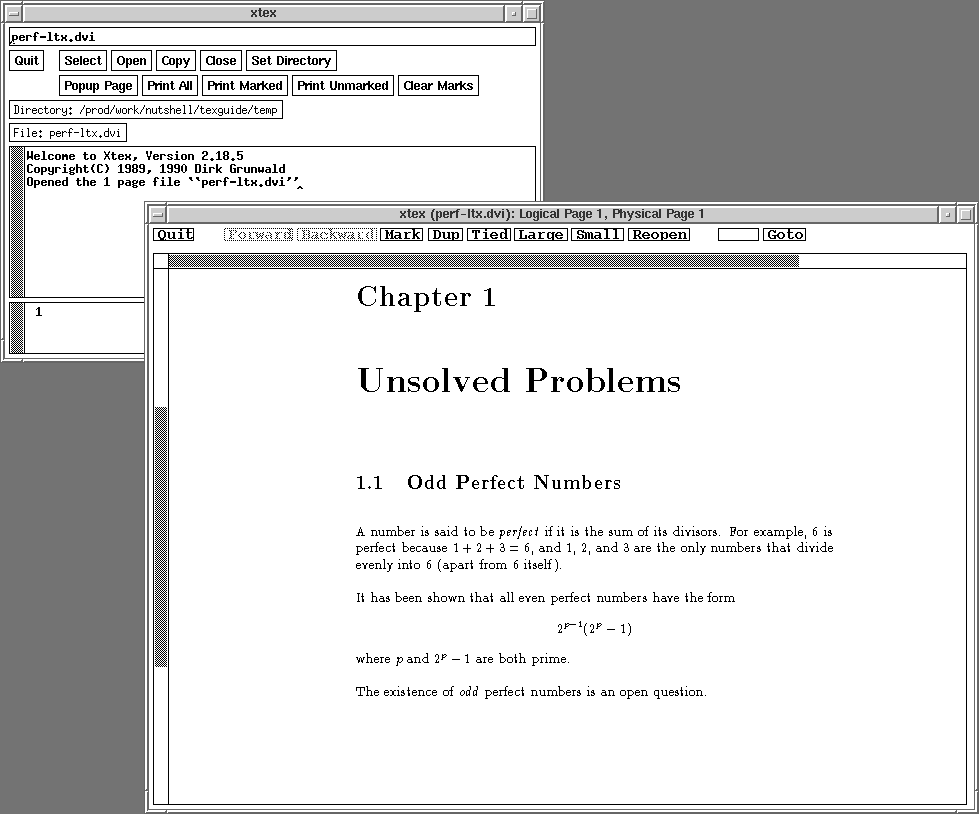 xtex
perf-ltx.dvi
Quit Select Open Copy Close Set Directory
Popup Page Print All Print Marked Print Unmarked Clear Marks
Directory: /prod/work/nutshell/texguide/temp
File: perf-ltx.dvi
Welcome to Xtex, Version 2.18.5
Copyright(C) 1989, 1990 Dirk Grunwald
Opened the 1 page file ``perf-ltx.dvi''
1
xtex (perf-ltx.dvi): Logical Page 1, Physical Page 1
Quit Forward Backward Mark Dup Tied Large Small Reopen Goto
Chapter 1
Unsolved Problems
1.1 Odd Perfect Numbers
A number is said to be perfect if it is the sum of its divisors. For example, 6 is
perfect because 1 + 2 + 3 = 6, and 1, 2, and 3 are the only numbers that divide
evenly into 6 (apart from 6 itself).
It has been shown that all even perfect numbers have the form
2^{p−1}(2^p − 1)
where p and 2^p − 1 are both prime.
The existence of odd perfect numbers is an open question.